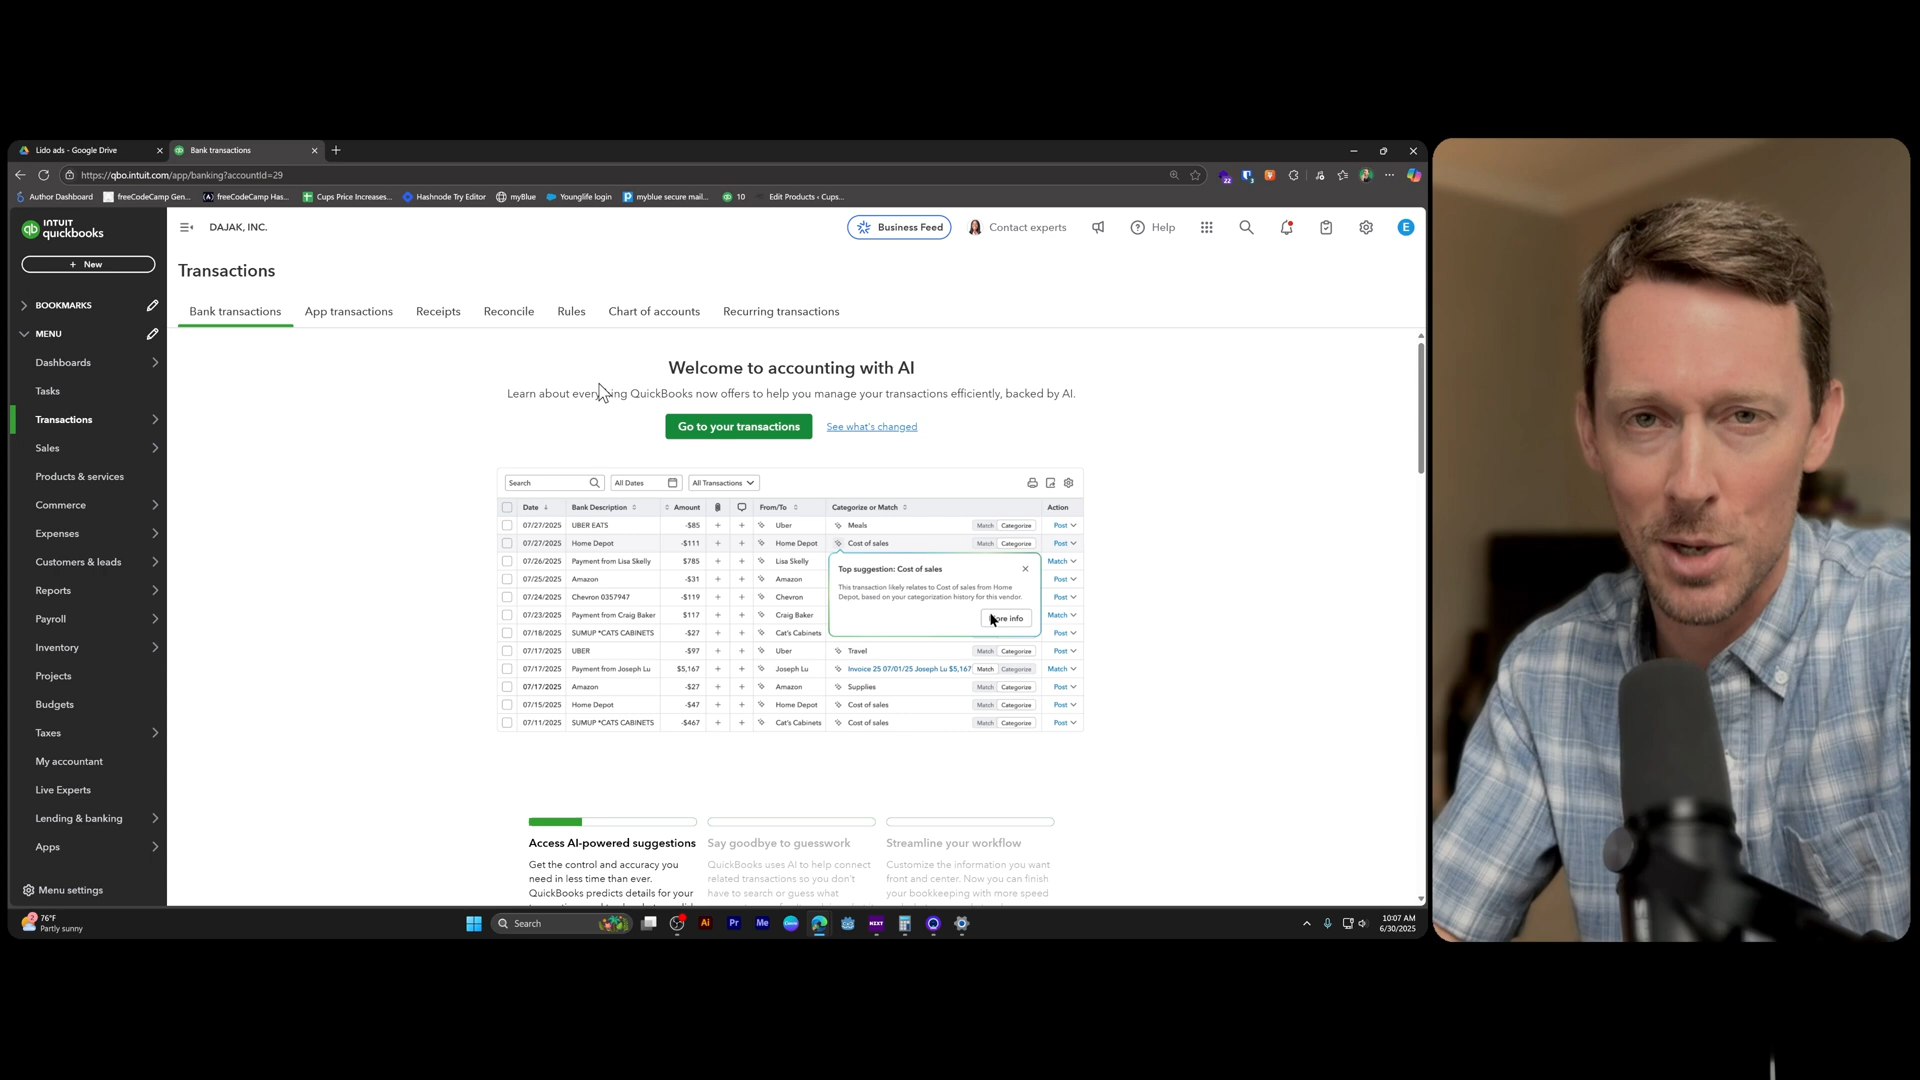 Lido ads - Google Drive
Bank transactions
https://qbo.intuit.com/app/banking?accountId=29
22
3
Author Dashboard
freeCodeCamp Gen...
freeCodeCamp Has...
Cups Price Increases...
Hashnode Try Editor
myBlue
Younglife login
myblue secure mail...
10
Edit Products ‹ Cups...
INTUIT
quickbooks
DAJAK, INC.
Business Feed
Contact experts
Help
E
+ New
Transactions
BOOKMARKS
MENU
Dashboards
Tasks
Transactions
Sales
Products & services
Commerce
Expenses
Customers & leads
Reports
Payroll
Inventory
Projects
Budgets
Taxes
My accountant
Live Experts
Lending & banking
Apps
Menu settings
Bank transactions
App transactions
Receipts
Reconcile
Rules
Chart of accounts
Recurring transactions
Welcome to accounting with AI
Learn about everything QuickBooks now offers to help you manage your transactions efficiently, backed by AI.
Go to your transactions
See what's changed
Search
All Dates
All Transactions
Date Bank Description Amount From/To Categorize or Match Action
07/27/2025 UBER EATS -$85 + + Uber Meals Match Categorize Post
07/27/2025 Home Depot -$111 + + Home Depot Cost of sales Match Categorize Post
07/26/2025 Payment from Lisa Skelly $785 + + Lisa Skelly Match
07/25/2025 Amazon -$31 + + Amazon Post
07/24/2025 Chevron 0357947 -$119 + + Chevron Post
07/23/2025 Payment from Craig Baker $117 + + Craig Baker Match
07/18/2025 SUMUP *CATS CABINETS -$27 + + Cat's Cabinets Post
07/17/2025 UBER -$97 + + Uber Travel Match Categorize Post
07/17/2025 Payment from Joseph Lu $5,167 + + Joseph Lu Invoice 25 07/01/25 Joseph Lu $5,167 Match Categorize Match
07/17/2025 Amazon -$27 + + Amazon Supplies Match Categorize Post
07/15/2025 Home Depot -$47 + + Home Depot Cost of sales Match Categorize Post
07/11/2025 SUMUP *CATS CABINETS -$467 + + Cat's Cabinets Cost of sales Match Categorize Post
Top suggestion: Cost of sales
This transaction likely relates to Cost of sales from Home
Depot, based on your categorization history for this vendor.
More info
Access AI-powered suggestions
Get the control and accuracy you
need in less time than ever.
QuickBooks predicts details for your
Say goodbye to guesswork
QuickBooks uses AI to help connect
related transactions so you don't
have to search or guess what
Streamline your workflow
Customize the information you want
front and center. Now you can finish
your bookkeeping with more speed
2
76°F
Partly sunny
Search
Ai
Pr
Me
NEXT
10:07 AM
6/30/2025